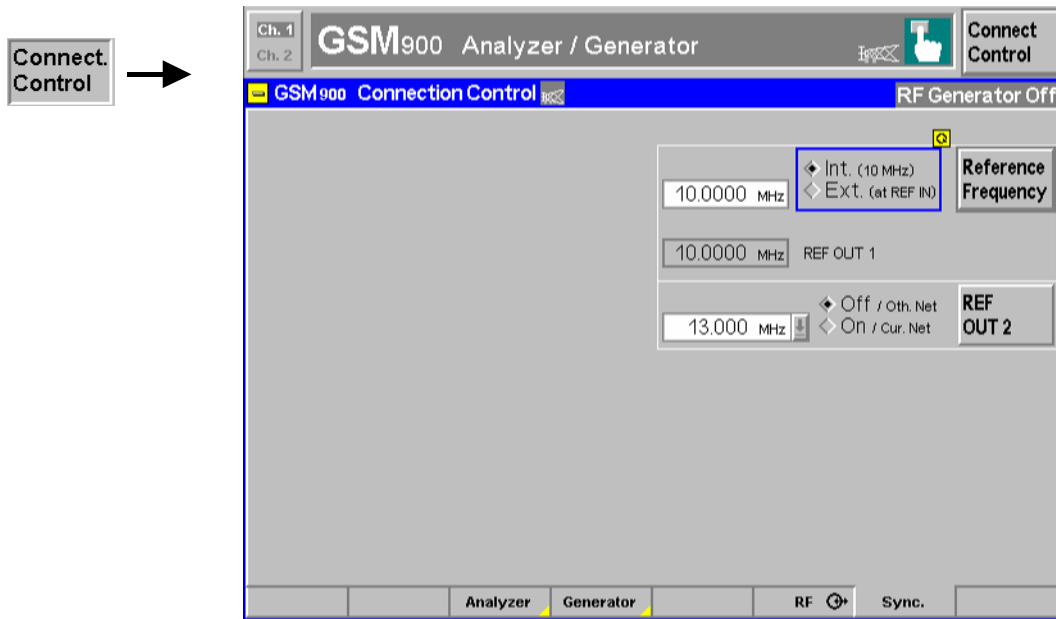 Connect.
Control
Ch. 1
Ch. 2
GSM900 Analyzer / Generator
Connect
Control
GSM 900 Connection Control
RF Generator Off
10.0000 MHz
Int. (10 MHz)
Ext. (at REF IN)
Reference
Frequency
10.0000 MHz REF OUT 1
13.000 MHz
Off / Oth. Net
On / Cur. Net
REF
OUT 2
Analyzer Generator RF Sync.